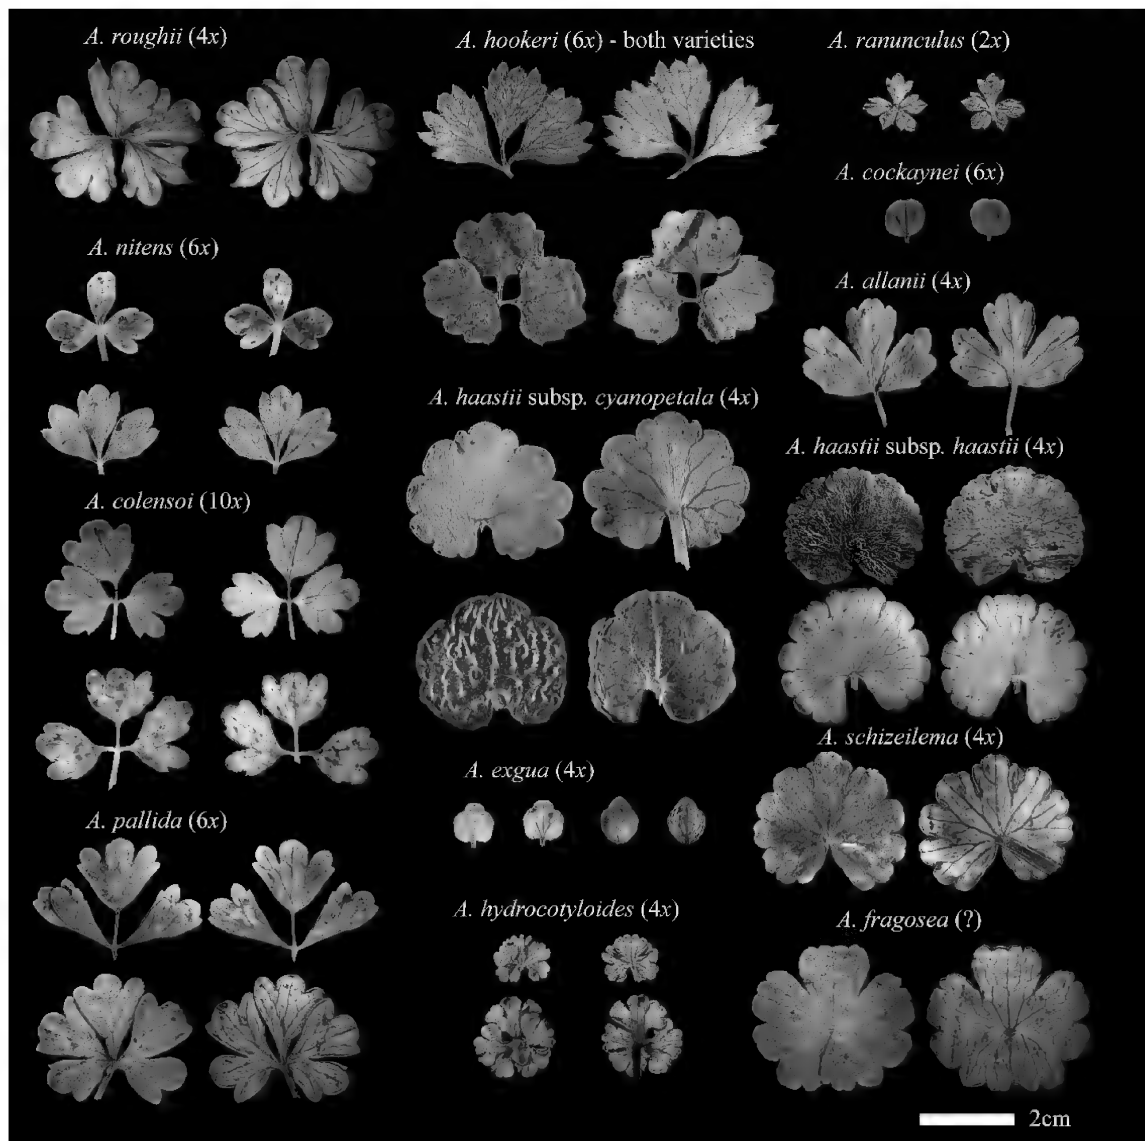 A. roughii (4x)
A. nitens (6x)
A. colensoi (10x)
A. pallida (6x)
A. hookeri (6x) - both varieties
A. haastii subsp. cyanopetala (4x)
A. exgua (4x)
A. hydrocotyloides (4x)
A. ranunculus (2x)
A. cockaynei (6x)
A. allanii (4x)
A. haastii subsp. haastii (4x)
A. schizeilema (4x)
A. fragosea (?)
2cm